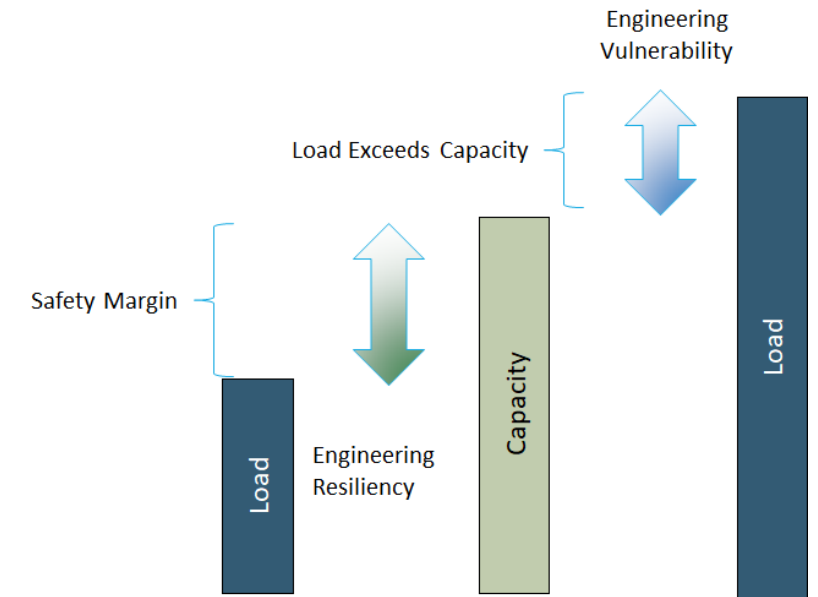 Engineering
Vulnerability
Load Exceeds Capacity
Safety Margin
Load
Engineering
Resiliency
Capacity
Load